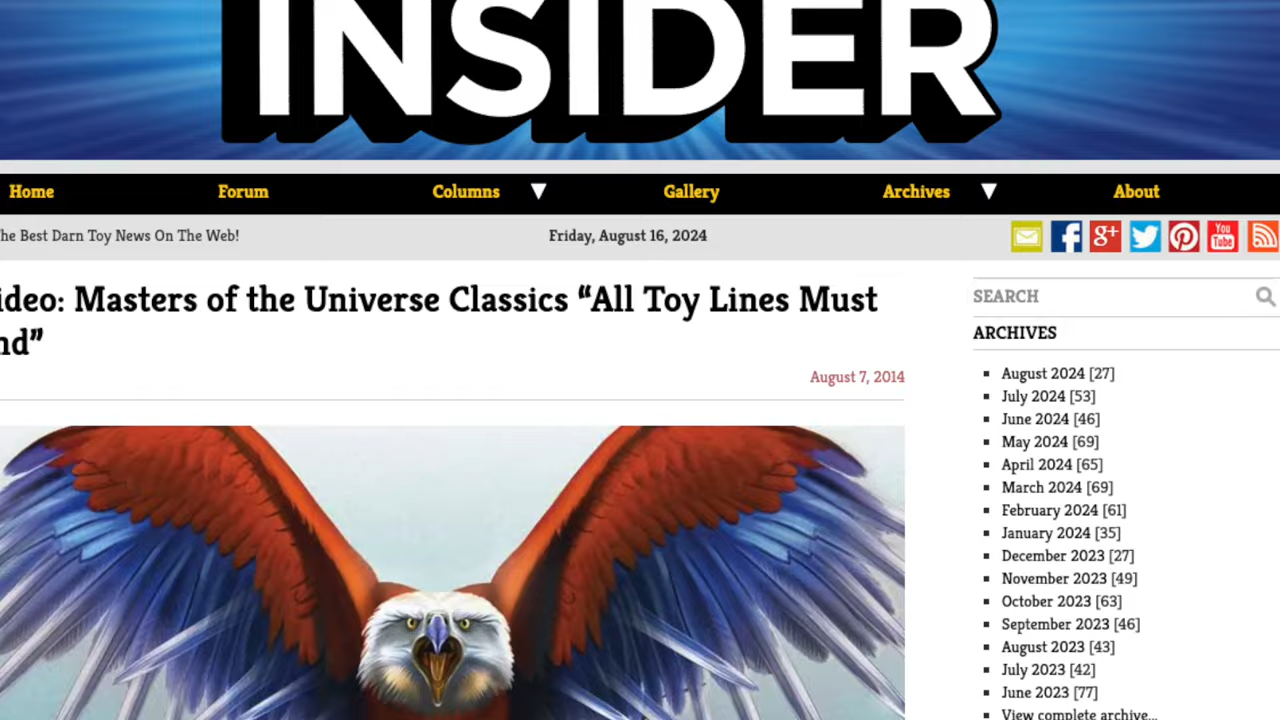 INSIDER
Home Forum Columns Gallery Archives About
he Best Darn Toy News On The Web! Friday, August 16, 2024
You
Tube
g+
ideo: Masters of the Universe Classics “All Toy Lines Must
nd”
August 7, 2014
SEARCH
ARCHIVES
August 2024 [27]
July 2024 [53]
June 2024 [46]
May 2024 [69]
April 2024 [65]
March 2024 [69]
February 2024 [61]
January 2024 [35]
December 2023 [27]
November 2023 [49]
October 2023 [63]
September 2023 [46]
August 2023 [43]
July 2023 [42]
June 2023 [77]
View complete archive...